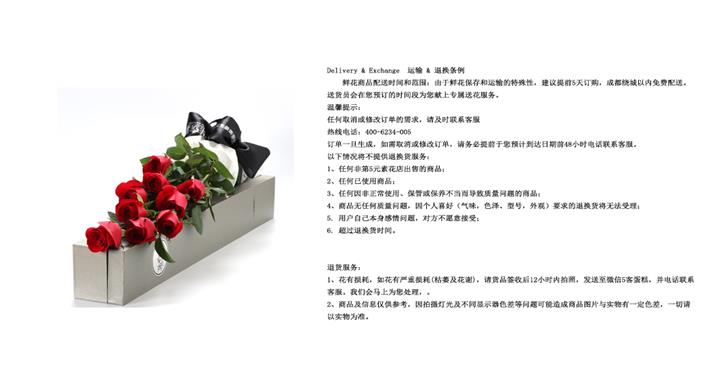 Delivery & Exchange  运输 & 退换条例
鲜花商品配送时间和范围：由于鲜花保存和运输的特殊性，建议提前5天订购，成都绕城以内免费配送。
送货员会在您预订的时间段为您献上专属送花服务。
温馨提示：
任何取消或修改订单的需求，请及时联系客服
热线电话：400-6234-005
订单一旦生成，如需取消或修改订单，请务必提前于您预计到达日期前48小时电话联系客服。
以下情况将不提供退换货服务：
1、任何非第5元素花店出售的商品；
2、任何已使用商品；
3、任何因非正常使用、保管或保养不当而导致质量问题的商品；
4、商品无任何质量问题，因个人喜好（气味，色泽、型号，外观）要求的退换货将无法受理；
5. 用户自己本身感情问题，对方不愿意接受；
6. 超过退换货时间。
退货服务：
1、花有损耗，如花有严重损耗(枯萎及花谢)，请货品签收后12小时内拍照，发送至微信5客蛋糕，并电话联系
客服。我们会马上为您处理，。
2、商品及信息仅供参考，因拍摄灯光及不同显示器色差等问题可能造成商品图片与实物有一定色差，一切请
以实物为准。